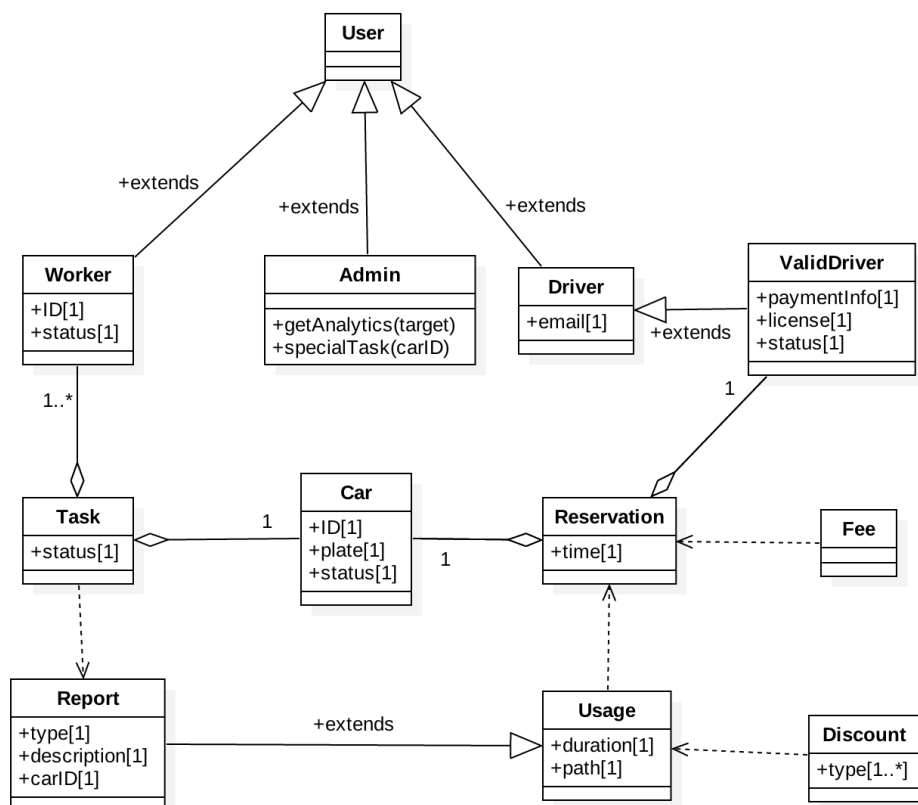 User
+extends
+extends
+extends
Worker
+ID[1]
+status[1]
Admin
+getAnalytics(target)
+specialTask(carID)
Driver
+email[1]
+extends
ValidDriver
+paymentInfo[1]
+license[1]
+status[1]
1..*
1
Task
+status[1]
1
Car
+ID[1]
+plate[1]
+status[1]
1
Reservation
+time[1]
Fee
Report
+type[1]
+description[1]
+carID[1]
+extends
Usage
+duration[1]
+path[1]
Discount
+type[1..*]